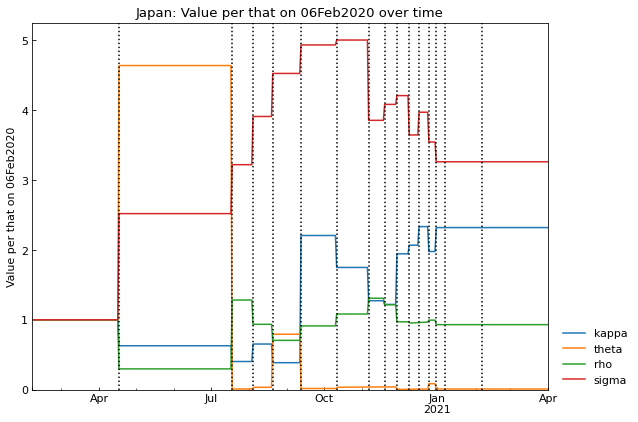 Japan: Value per that on 06Feb2020 over time
Value per that on 06Feb2020
5
4
3
2
1
0
Apr
Jul
Oct
Jan
2021
Apr
kappa
theta
rho
sigma